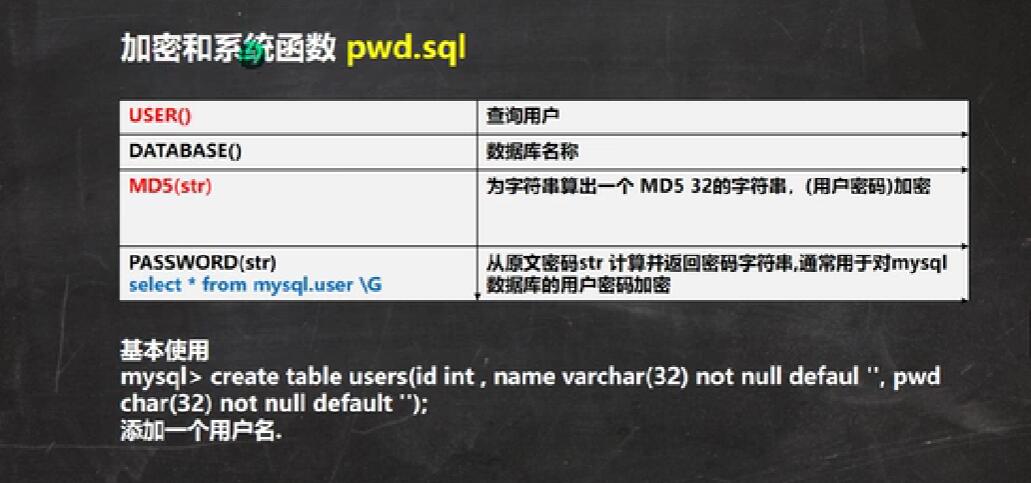 加密和系统函数 pwd.sql
USER() 查询用户
DATABASE() 数据库名称
MD5(str) 为字符串算出一个 MD5 32的字符串，(用户密码)加密
PASSWORD(str) 从原文密码str 计算并返回密码字符串,通常用于对mysql
select * from mysql.user \G 数据库的用户密码加密
基本使用
mysql> create table users(id int , name varchar(32) not null defaul '', pwd
char(32) not null default '');
添加一个用户名.